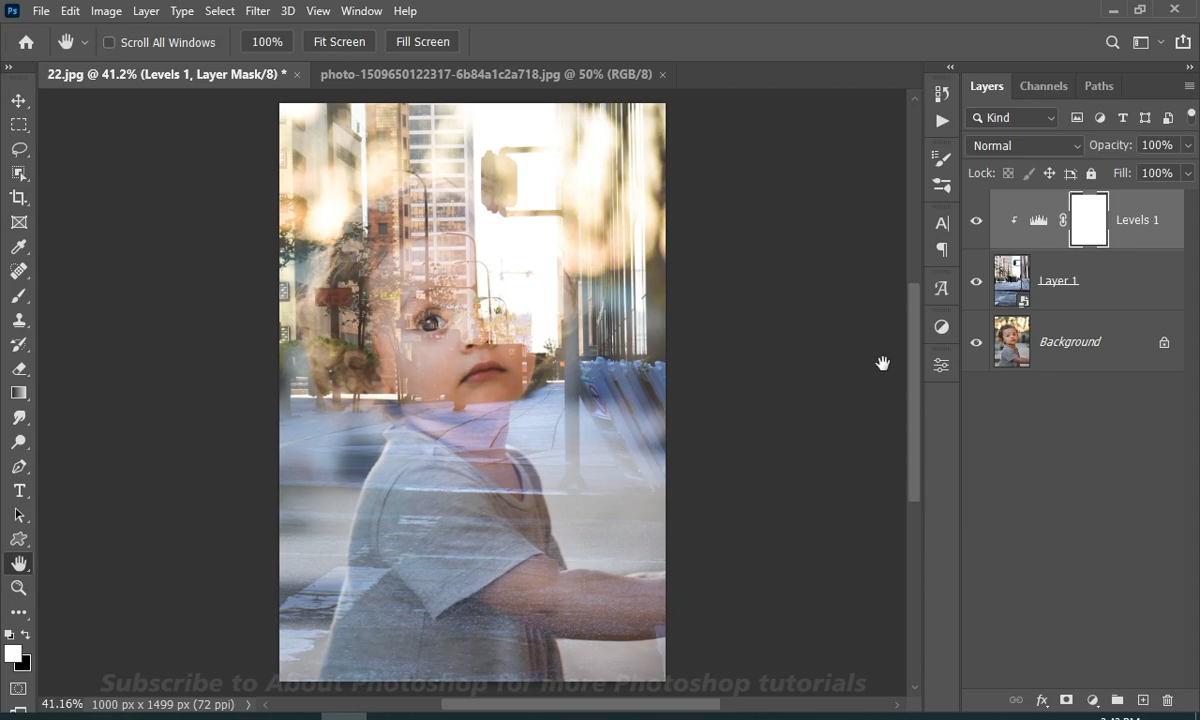 Ps File Edit Image Layer Type Select Filter 3D View Window Help
Scroll All Windows 100% Fit Screen Fill Screen
22.jpg @ 41.2% (Levels 1, Layer Mask/8) * × photo-1509650122317-6b84a1c2a718.jpg @ 50% (RGB/8) ×
Layers Channels Paths
Kind
Normal Opacity: 100%
Lock: Fill: 100%
Levels 1
Layer 1
Background
Subscribe to About Photoshop for more Photoshop tutorials
41.16% 1000 px x 1499 px (72 ppi)